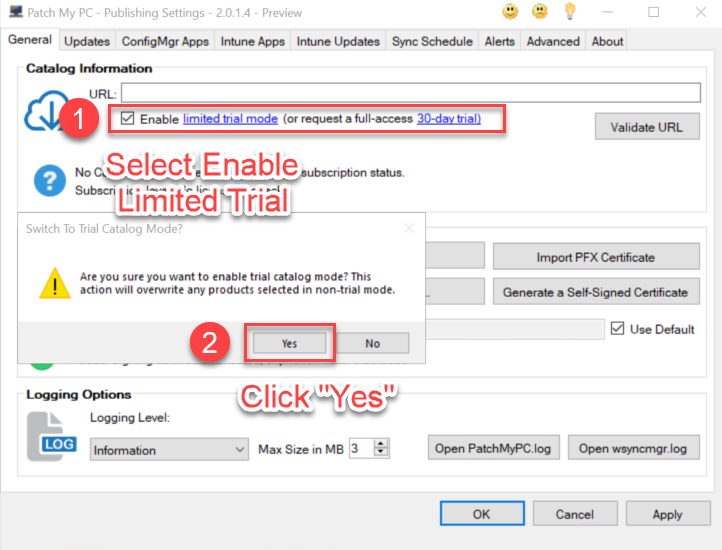 Patch My PC - Publishing Settings - 2.0.1.4 - Preview
General Updates ConfigMgr Apps Intune Apps Intune Updates Sync Schedule Alerts Advanced About
Catalog Information
URL:
1
Enable limited trial mode (or request a full-access 30-day trial)
Validate URL
Select Enable
Limited Trial
No
subscription status.
Switch To Trial Catalog Mode?
Are you sure you want to enable trial catalog mode? This
action will overwrite any products selected in non-trial mode.
Import PFX Certificate
Generate a Self-Signed Certificate
Use Default
2
Yes
No
Click "Yes"
Logging Options
Logging Level:
LOG
Information
Max Size in MB 3
Open PatchMyPC.log
Open wsyncmgr.log
OK
Cancel
Apply